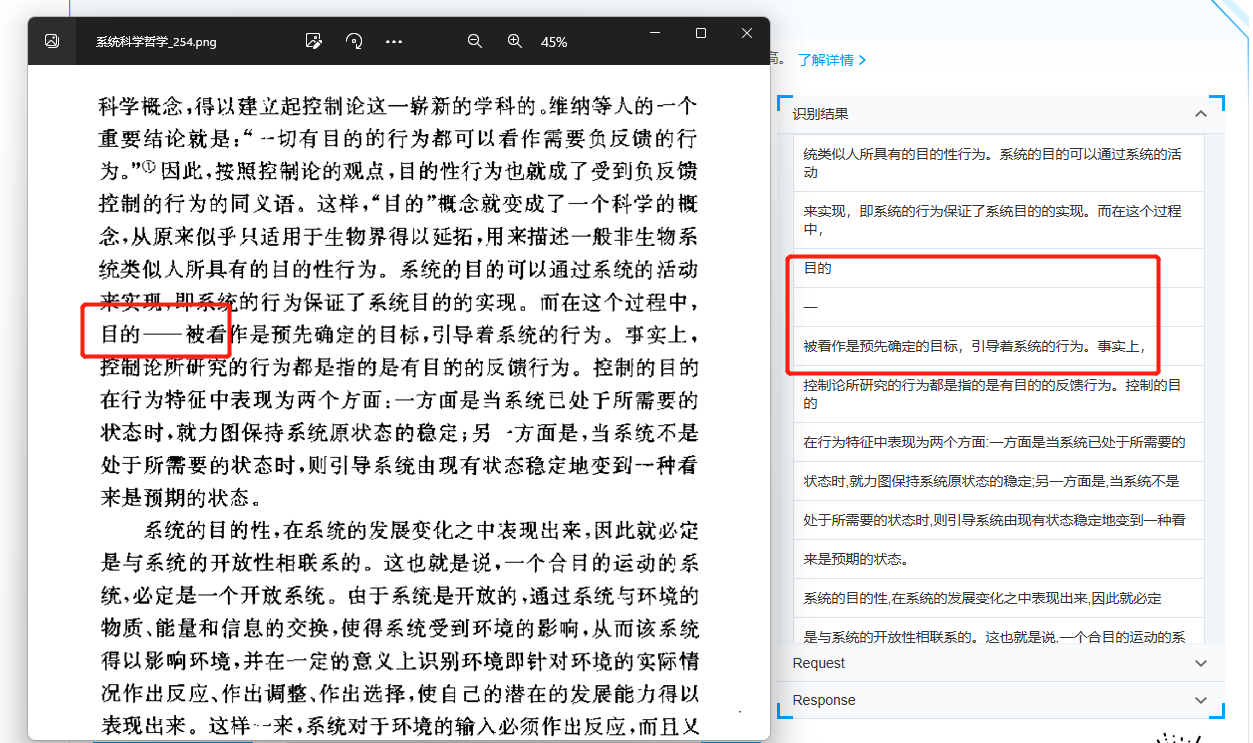 系统科学哲学_254.png
45%
科学概念,得以建立起控制论这一崭新的学科的。维纳等人的一个
重要结论就是:“一切有目的的行为都可以看作需要负反馈的行
为。”①因此,按照控制论的观点,目的性行为也就成了受到负反馈
控制的行为的同义语。这样,“目的”概念就变成了一个科学的概
念,从原来似乎只适用于生物界得以延拓,用来描述一般非生物系
统类似人所具有的目的性行为。系统的目的可以通过系统的活动
来实现,即系统的行为保证了系统目的的实现。而在这个过程中,
目的——被看作是预先确定的目标,引导着系统的行为。事实上,
控制论所研究的行为都是指的是有目的的反馈行为。控制的目的
在行为特征中表现为两个方面:一方面是当系统已处于所需要的
状态时,就力图保持系统原状态的稳定;另一方面是,当系统不是
处于所需要的状态时,则引导系统由现有状态稳定地变到一种看
来是预期的状态。
系统的目的性,在系统的发展变化之中表现出来,因此就必定
是与系统的开放性相联系的。这也就是说,一个合目的运动的系
统,必定是一个开放系统。由于系统是开放的,通过系统与环境的
物质、能量和信息的交换,使得系统受到环境的影响,从而该系统
得以影响环境,并在一定的意义上识别环境即针对环境的实际情
况作出反应、作出调整、作出选择,使自己的潜在的发展能力得以
表现出来。这样一来,系统对于环境的输入必须作出反应,而且又
高。 了解详情
识别结果
统类似人所具有的目的性行为。系统的目的可以通过系统的活
动
来实现，即系统的行为保证了系统目的的实现。而在这个过程
中，
目的
—
被看作是预先确定的目标，引导着系统的行为。事实上，
控制论所研究的行为都是指的是有目的的反馈行为。控制的目
的
在行为特征中表现为两个方面:一方面是当系统已处于所需要的
状态时,就力图保持系统原状态的稳定;另一方面是,当系统不是
处于所需要的状态时,则引导系统由现有状态稳定地变到一种看
来是预期的状态。
系统的目的性,在系统的发展变化之中表现出来,因此就必定
是与系统的开放性相联系的。这也就是说,一个合目的运动的系
Request
Response